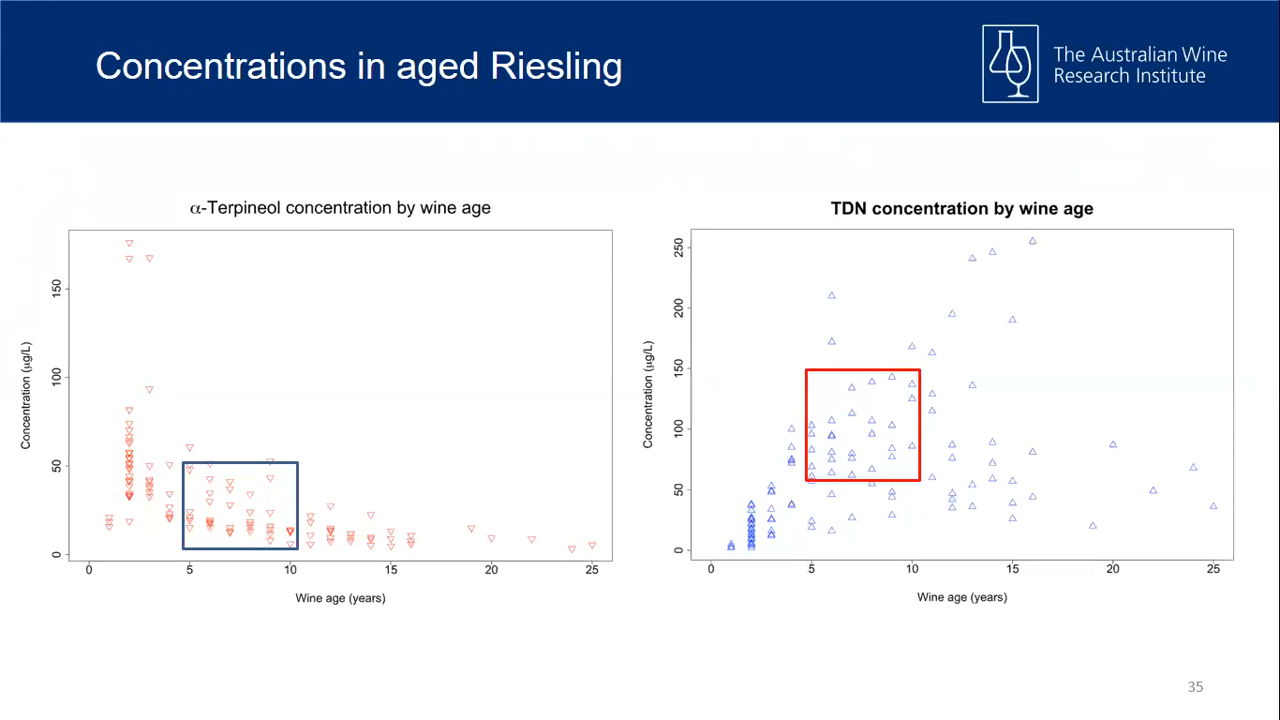 Concentrations in aged Riesling
The Australian Wine
Research Institute
α-Terpineol concentration by wine age
Concentration (µg/L)
150
100
50
0
0 5 10 15 20 25
Wine age (years)
TDN concentration by wine age
Concentration (µg/L)
250
200
150
100
50
0
0 5 10 15 20 25
Wine age (years)
35